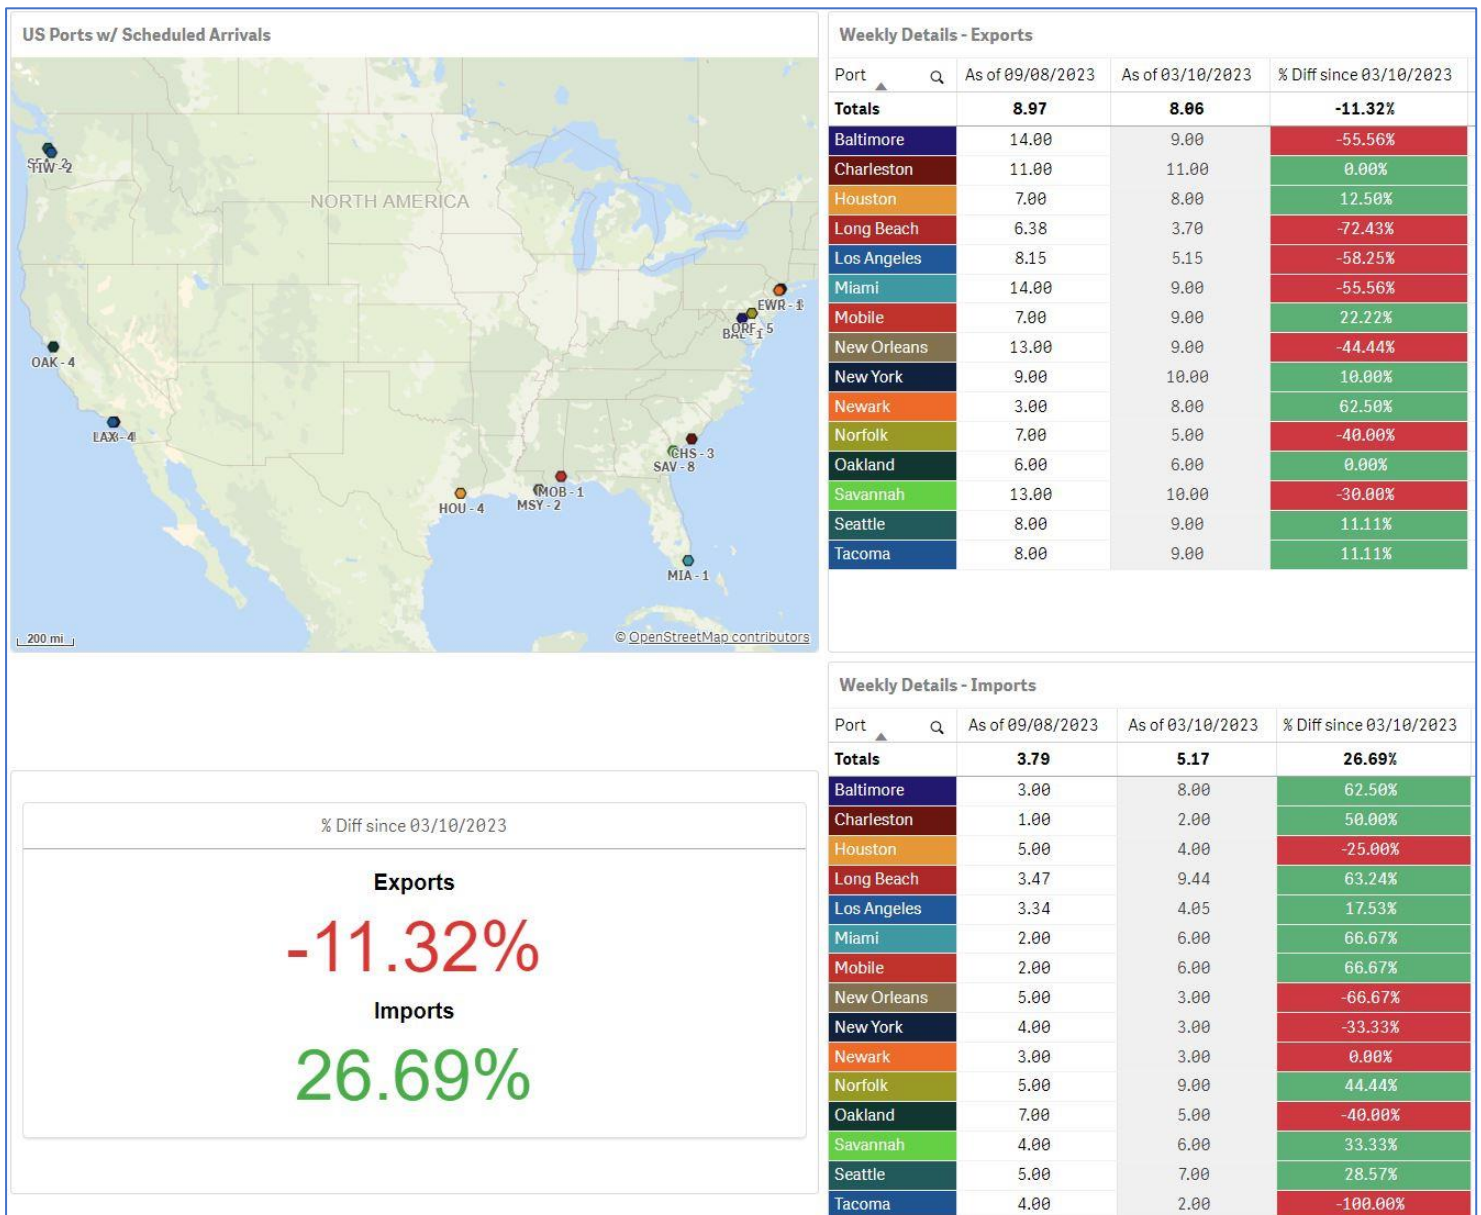 US Ports w/ Scheduled Arrivals
NORTH AMERICA
TIW - 2
OAK - 4
LAX - 4
EWR - 1
ORF - 5
BAL - 1
CHS - 3
SAV - 8
MOB - 1
MSY - 2
HOU - 4
MIA - 1
200 mi
© OpenStreetMap contributors
Weekly Details - Exports
Port As of 09/08/2023 As of 03/10/2023 % Diff since 03/10/2023
Totals 8.97 8.06 -11.32%
Baltimore 14.00 9.00 -55.56%
Charleston 11.00 11.00 0.00%
Houston 7.00 8.00 12.50%
Long Beach 6.38 3.70 -72.43%
Los Angeles 8.15 5.15 -58.25%
Miami 14.00 9.00 -55.56%
Mobile 7.00 9.00 22.22%
New Orleans 13.00 9.00 -44.44%
New York 9.00 10.00 10.00%
Newark 3.00 8.00 62.50%
Norfolk 7.00 5.00 -40.00%
Oakland 6.00 6.00 0.00%
Savannah 13.00 10.00 -30.00%
Seattle 8.00 9.00 11.11%
Tacoma 8.00 9.00 11.11%
% Diff since 03/10/2023
Exports
-11.32%
Imports
26.69%
Weekly Details - Imports
Port As of 09/08/2023 As of 03/10/2023 % Diff since 03/10/2023
Totals 3.79 5.17 26.69%
Baltimore 3.00 8.00 62.50%
Charleston 1.00 2.00 50.00%
Houston 5.00 4.00 -25.00%
Long Beach 3.47 9.44 63.24%
Los Angeles 3.34 4.05 17.53%
Miami 2.00 6.00 66.67%
Mobile 2.00 6.00 66.67%
New Orleans 5.00 3.00 -66.67%
New York 4.00 3.00 -33.33%
Newark 3.00 3.00 0.00%
Norfolk 5.00 9.00 44.44%
Oakland 7.00 5.00 -40.00%
Savannah 4.00 6.00 33.33%
Seattle 5.00 7.00 28.57%
Tacoma 4.00 2.00 -100.00%